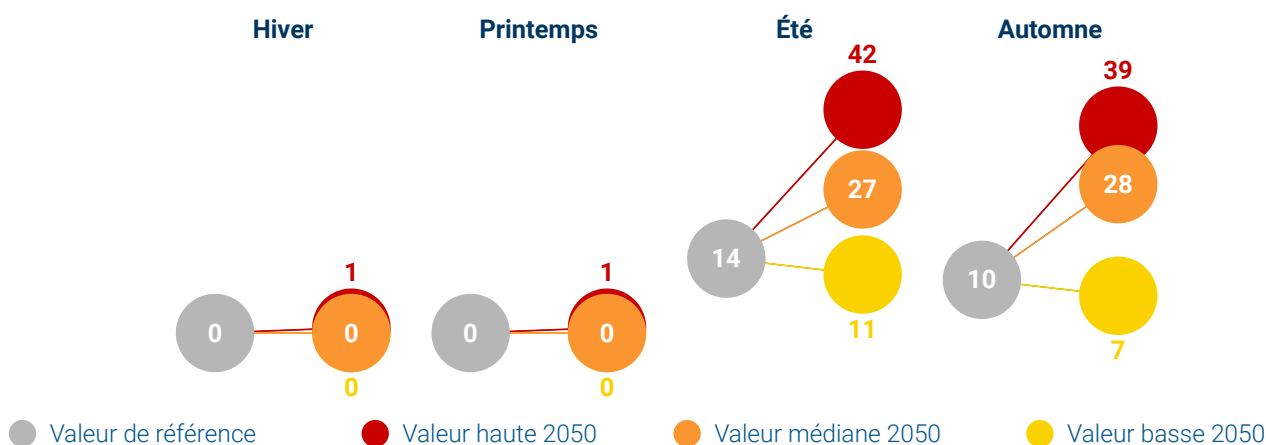 Hiver
Printemps
Été
Automne
42
39
27
28
14
10
1
1
0
0
0
0
11
7
0
0
Valeur de référence
Valeur haute 2050
Valeur médiane 2050
Valeur basse 2050